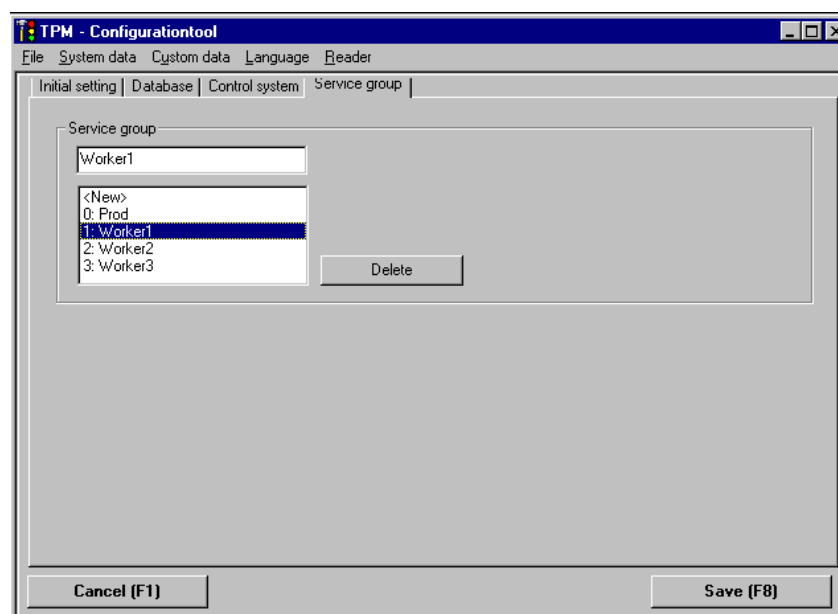 TPM - Configurationtool
File System data Custom data Language Reader
Initial setting Database Control system Service group
Service group
Worker1
<New>
0: Prod
1: Worker1
2: Worker2
3: Worker3
Delete
Cancel (F1)
Save (F8)